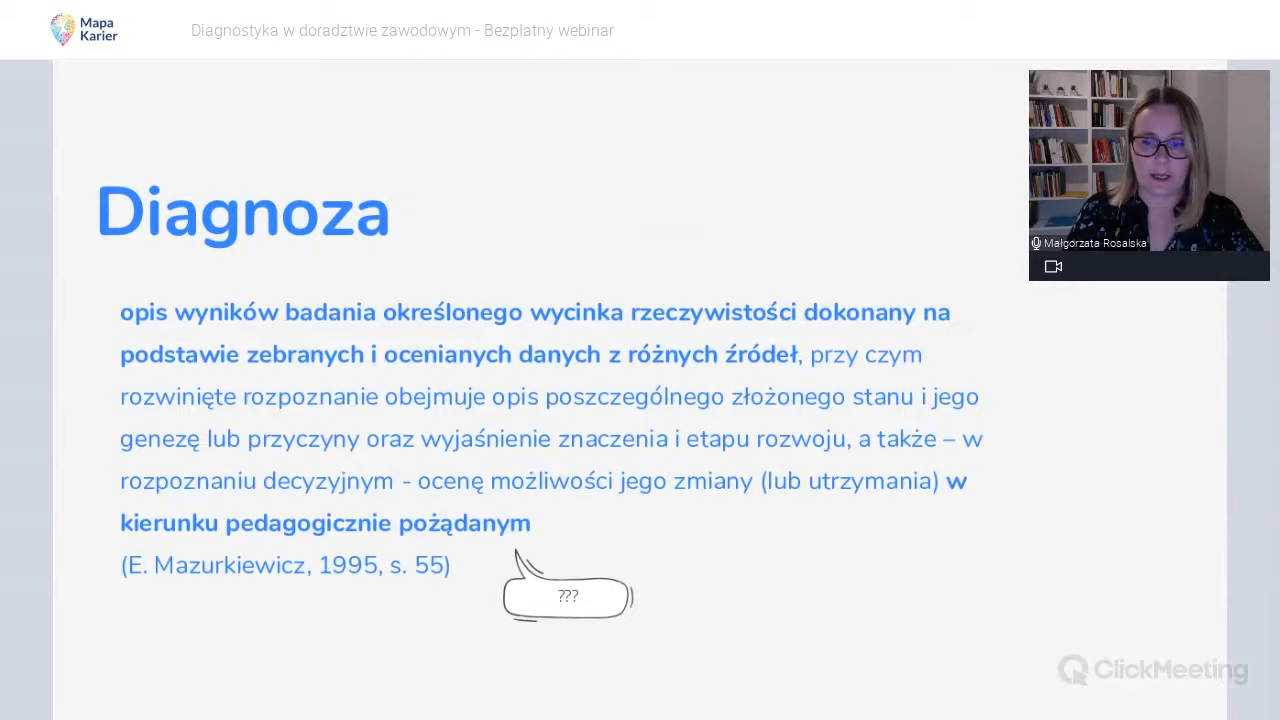 Mapa
Karier
Diagnostyka w doradztwie zawodowym - Bezpłatny webinar
Małgorzata Rosalska
Diagnoza
opis wyników badania określonego wycinka rzeczywistości dokonany na
podstawie zebranych i ocenianych danych z różnych źródeł, przy czym
rozwinięte rozpoznanie obejmuje opis poszczególnego złożonego stanu i jego
genezę lub przyczyny oraz wyjaśnienie znaczenia i etapu rozwoju, a także – w
rozpoznaniu decyzyjnym - ocenę możliwości jego zmiany (lub utrzymania) w
kierunku pedagogicznie pożądanym
(E. Mazurkiewicz, 1995, s. 55)
???
ClickMeeting